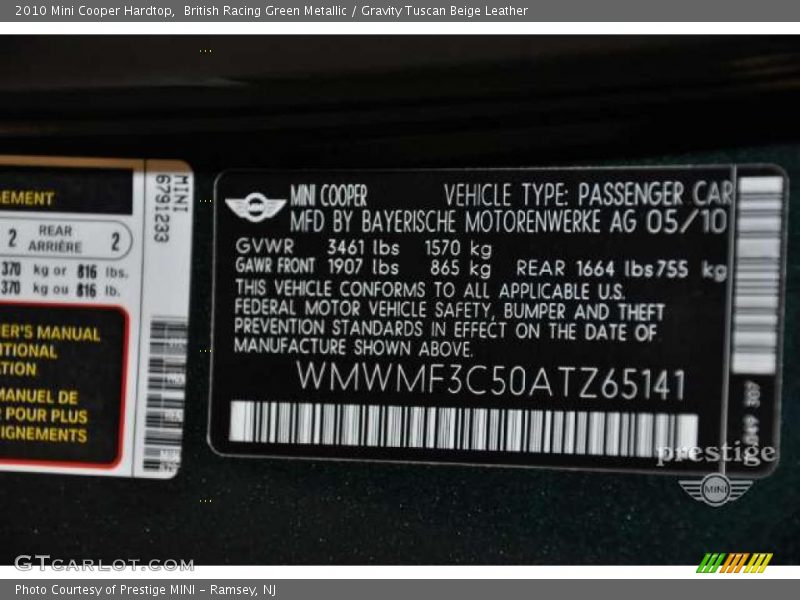 2010 Mini Cooper Hardtop, British Racing Green Metallic / Gravity Tuscan Beige Leather
EMENT
2 REAR 2
ARRIÈRE
370 kg or 816 lbs.
370 kg ou 816 lb.
ER'S MANUAL
ITIONAL
TION
MANUEL DE
R POUR PLUS
IGNEMENTS
MINI
6791233
MINI
MINI COOPER VEHICLE TYPE: PASSENGER CAR
MFD BY BAYERISCHE MOTORENWERKE AG 05/10
GVWR 3461 lbs 1570 kg
GAWR FRONT 1907 lbs 865 kg REAR 1664 lbs 755 kg
THIS VEHICLE CONFORMS TO ALL APPLICABLE U.S.
FEDERAL MOTOR VEHICLE SAFETY, BUMPER AND THEFT
PREVENTION STANDARDS IN EFFECT ON THE DATE OF
MANUFACTURE SHOWN ABOVE.
WMWMF3C50ATZ65141
prestige
MINI
GTcarlot.com
Photo Courtesy of Prestige MINI - Ramsey, NJ